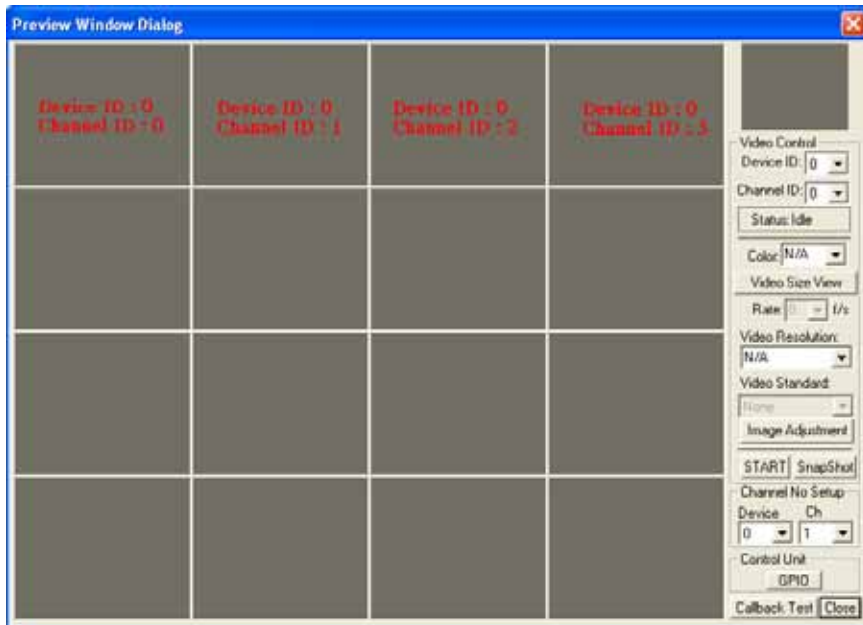 Preview Window Dialog
Device ID : 0
Channel ID : 0
Device ID : 0
Channel ID : 1
Device ID : 0
Channel ID : 2
Device ID : 0
Channel ID : 3
Video Control
Device ID: 0
Channel ID: 0
Status: Idle
Color: N/A
Video Size View
Rate: 0 f/s
Video Resolution:
N/A
Video Standard:
None
Image Adjustment
START SnapShot
Channel No Setup
Device Ch
0 1
Control Unit
GPIO
Callback Test Close